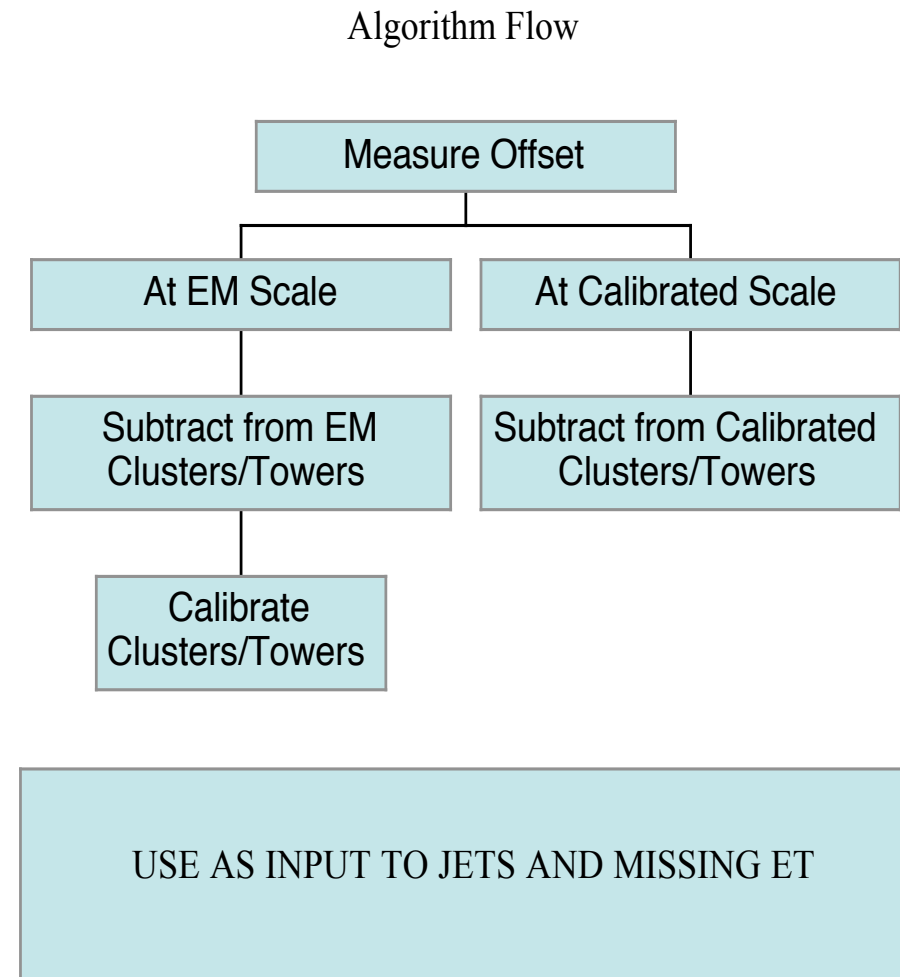 Algorithm Flow
Measure Offset
At EM Scale
At Calibrated Scale
Subtract from EM
Clusters/Towers
Subtract from Calibrated
Clusters/Towers
Calibrate
Clusters/Towers
USE AS INPUT TO JETS AND MISSING ET